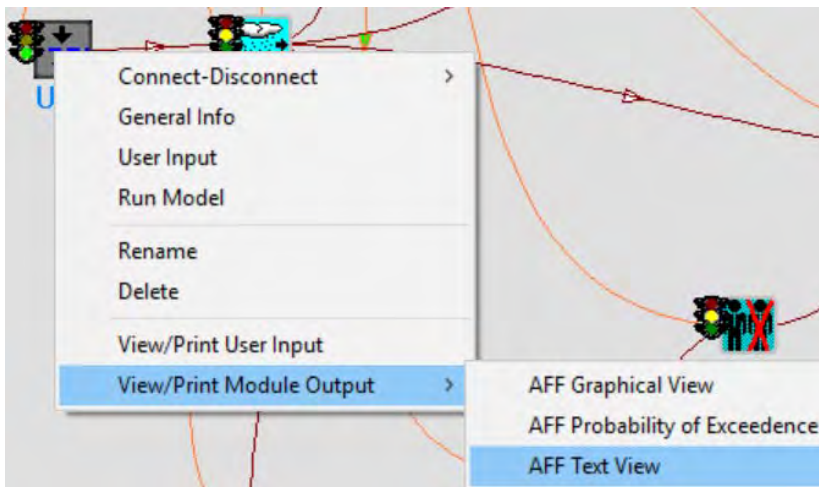 U
Connect-Disconnect
General Info
User Input
Run Model
Rename
Delete
View/Print User Input
View/Print Module Output
AFF Graphical View
AFF Probability of Exceedence
AFF Text View